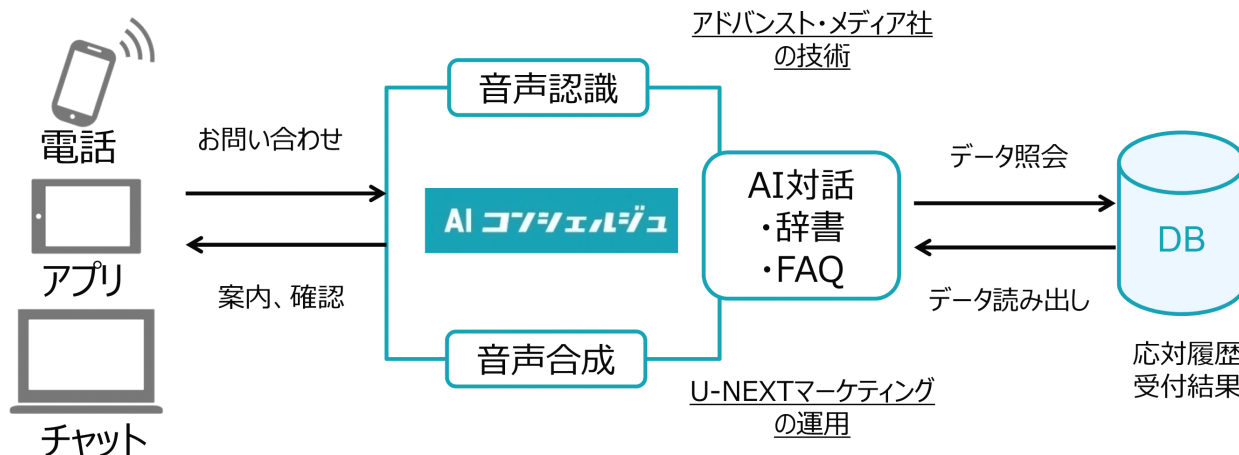 アドバンスト・メディア社
の技術
音声認識
電話
お問い合わせ
データ照会
AI対話
・辞書
・FAQ
AI コンシェルジュ
DB
アプリ
案内、確認
データ読み出し
音声合成
応対履歴
受付結果
U-NEXTマーケティング
の運用
チャット